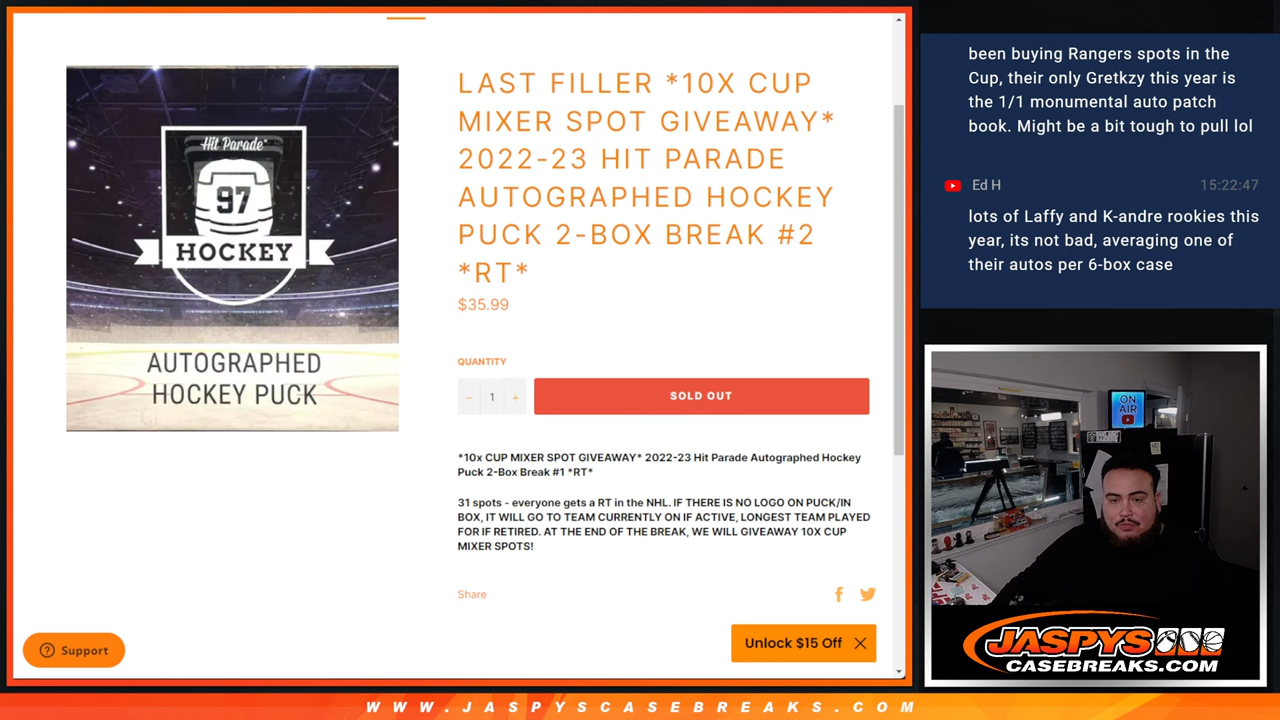 Hit Parade
97
HOCKEY
AUTOGRAPHED
HOCKEY PUCK
LAST FILLER *10X CUP
MIXER SPOT GIVEAWAY*
2022-23 HIT PARADE
AUTOGRAPHED HOCKEY
PUCK 2-BOX BREAK #2
*RT*
$35.99
QUANTITY
− 1 +
SOLD OUT
*10x CUP MIXER SPOT GIVEAWAY* 2022-23 Hit Parade Autographed Hockey
Puck 2-Box Break #1 *RT*
31 spots - everyone gets a RT in the NHL. IF THERE IS NO LOGO ON PUCK/IN
BOX, IT WILL GO TO TEAM CURRENTLY ON IF ACTIVE, LONGEST TEAM PLAYED
FOR IF RETIRED. AT THE END OF THE BREAK, WE WILL GIVEAWAY 10X CUP
MIXER SPOTS!
Share
Support
Unlock $15 Off
been buying Rangers spots in the
Cup, their only Gretkzy this year is
the 1/1 monumental auto patch
book. Might be a bit tough to pull lol
Ed H 15:22:47
lots of Laffy and K-andre rookies this
year, its not bad, averaging one of
their autos per 6-box case
ON
AIR
JASPYS
CASEBREAKS.COM
WWW.JASPYSCASEBREAKS.COM